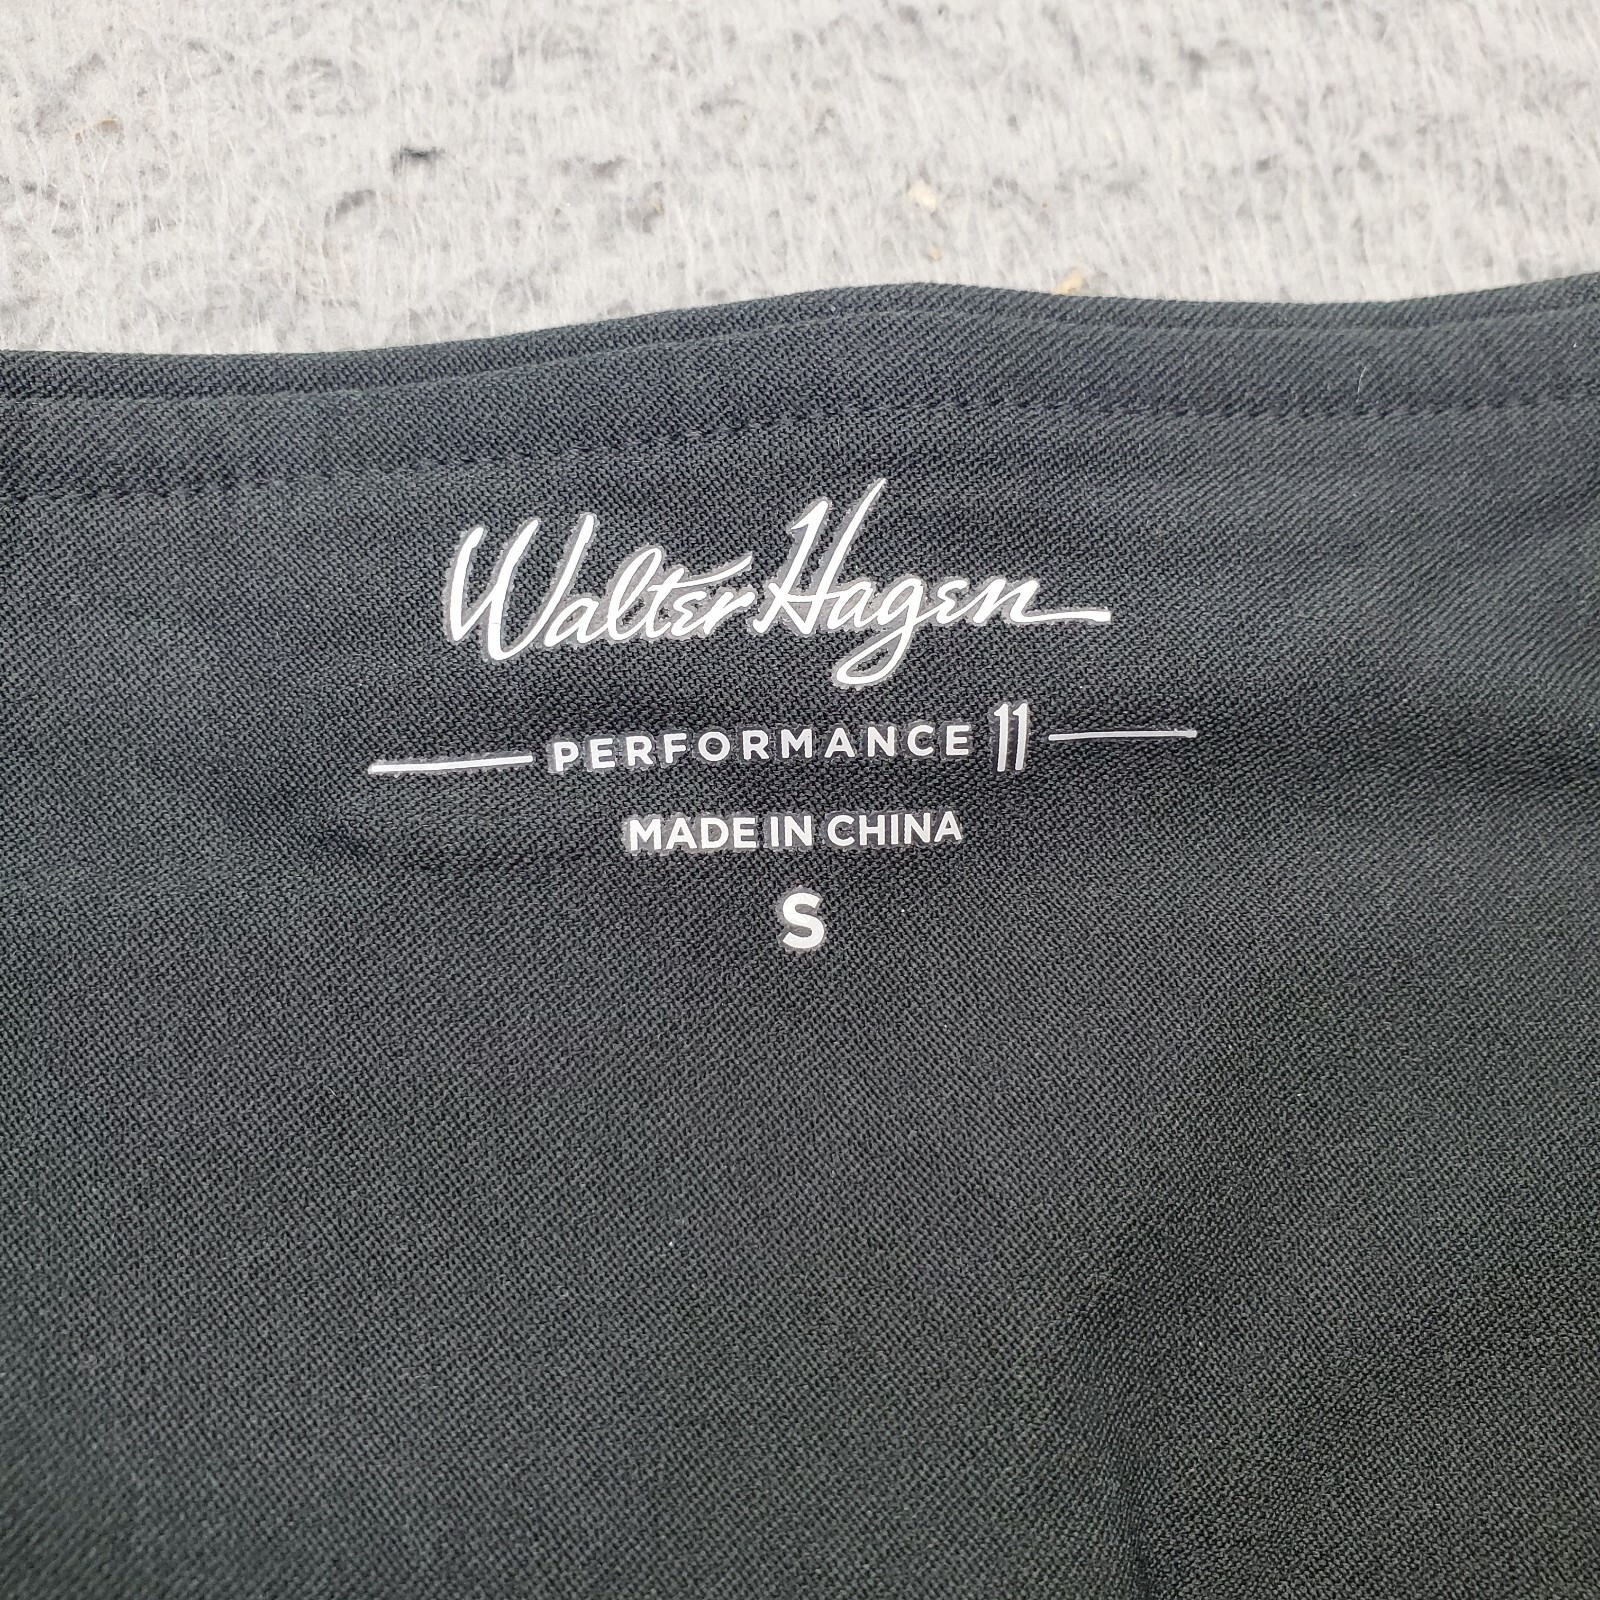 Walter Hagen
PERFORMANCE 11
MADE IN CHINA
S